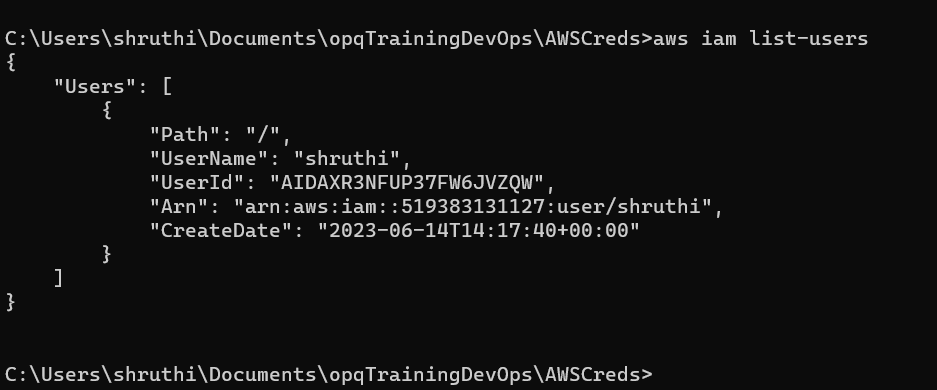 C:\Users\shruthi\Documents\opqTrainingDevOps\AWSCreds>aws iam list-users
{
    "Users": [
        {
            "Path": "/",
            "UserName": "shruthi",
            "UserId": "AIDAXR3NFUP37FW6JVZQW",
            "Arn": "arn:aws:iam::519383131127:user/shruthi",
            "CreateDate": "2023-06-14T14:17:40+00:00"
        }
    ]
}
C:\Users\shruthi\Documents\opqTrainingDevOps\AWSCreds>